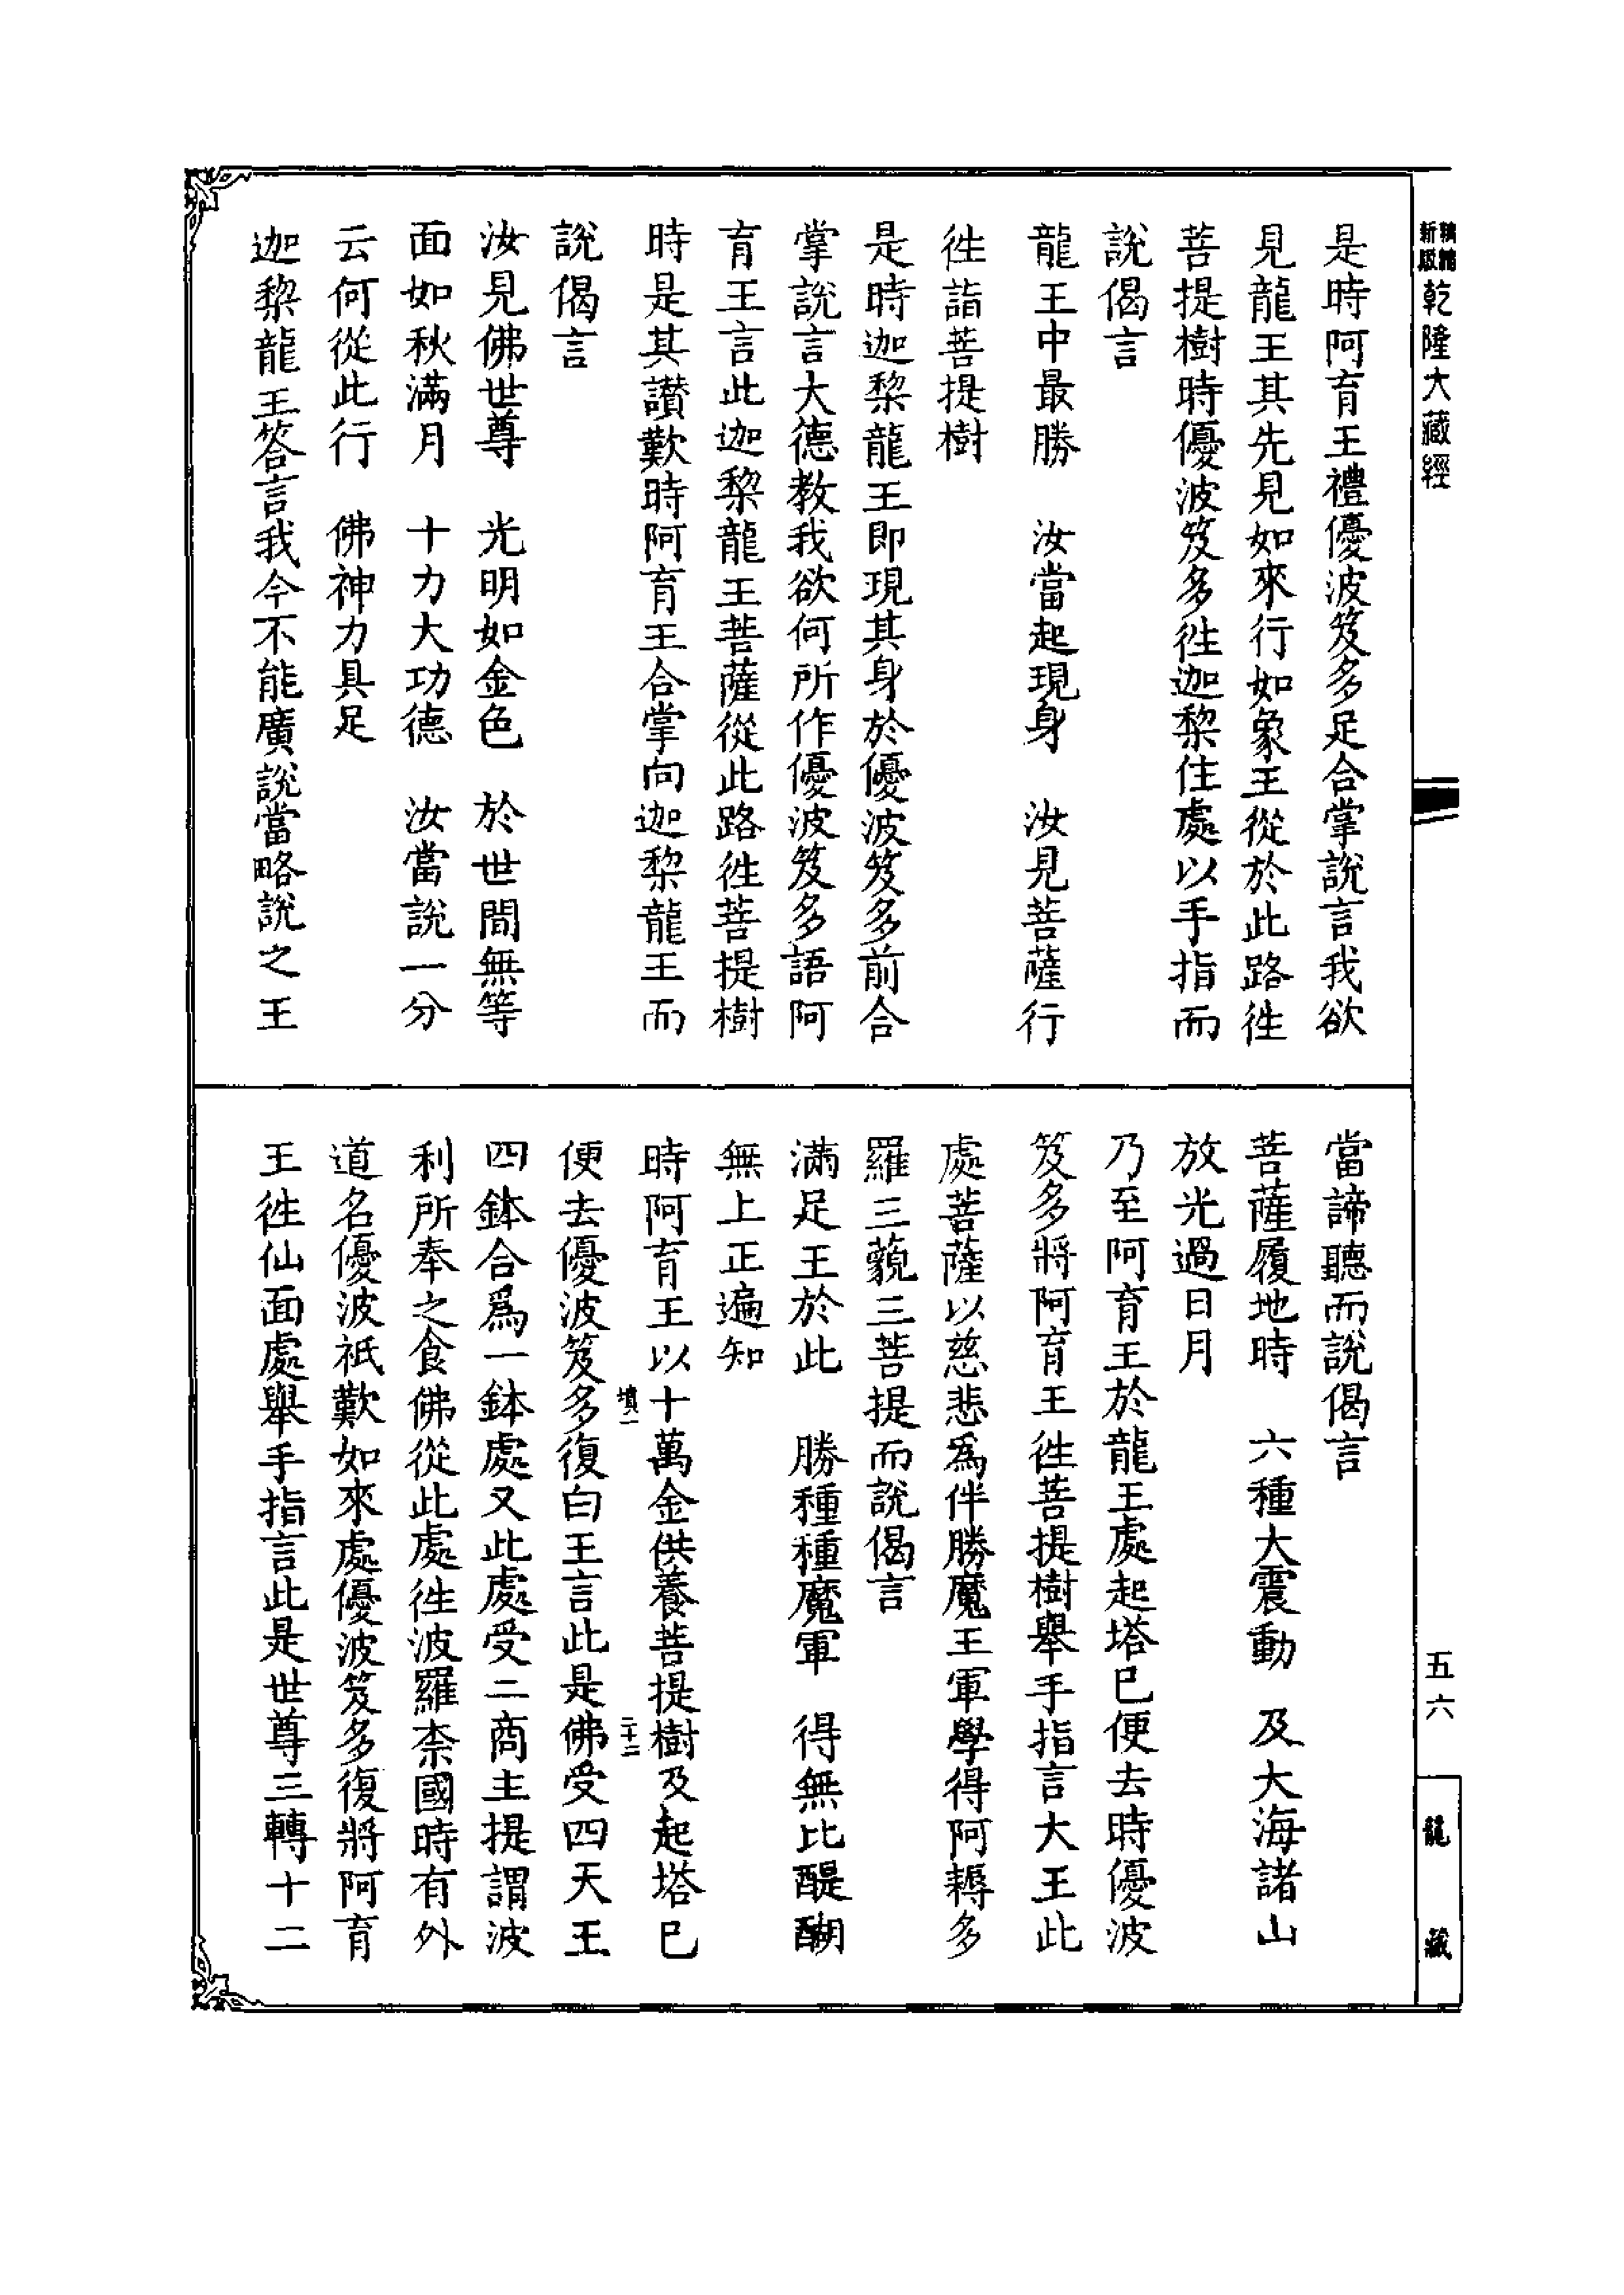 新版
精縮
乾隆大藏經
是時阿育王禮優波笈多足合掌說言我欲
見龍王其先見如來行如象王從於此路徃
菩提樹時優波笈多徃迦黎住處以手指而
說偈言
龍王中最勝　汝當起現身　汝見菩薩行
徃詣菩提樹
是時迦黎龍王即現其身於優波笈多前合
掌說言大德教我欲何所作優波笈多語阿
育王言此迦黎龍王菩薩從此路徃菩提樹
時是其讚歎時阿育王合掌向迦黎龍王而
說偈言
汝見佛世尊　光明如金色　於世間無等
面如秋滿月　十力大功德　汝當說一分
云何從此行　佛神力具足
迦黎龍王答言我今不能廣說當略說之王
當諦聽而說偈言
菩薩履地時　六種大震動　及大海諸山
放光過日月
乃至阿育王於龍王處起塔已便去時優波
笈多將阿育王徃菩提樹舉手指言大王此
處菩薩以慈悲爲伴勝魔王軍學得阿耨多
羅三藐三菩提而說偈言
滿足王於此　勝種種魔軍　得無比醍醐
無上正遍知
時阿育王以十萬金供養菩提樹及起塔已
塡二
二十二
便去優波笈多復白王言此是佛受四天王
四鉢合爲一鉢處又此處受二商主提謂波
利所奉之食佛從此處徃波羅柰國時有外
道名優波祇歎如來處優波笈多復將阿育
王徃仙面處舉手指言此是世尊三轉十二
五六
龍藏